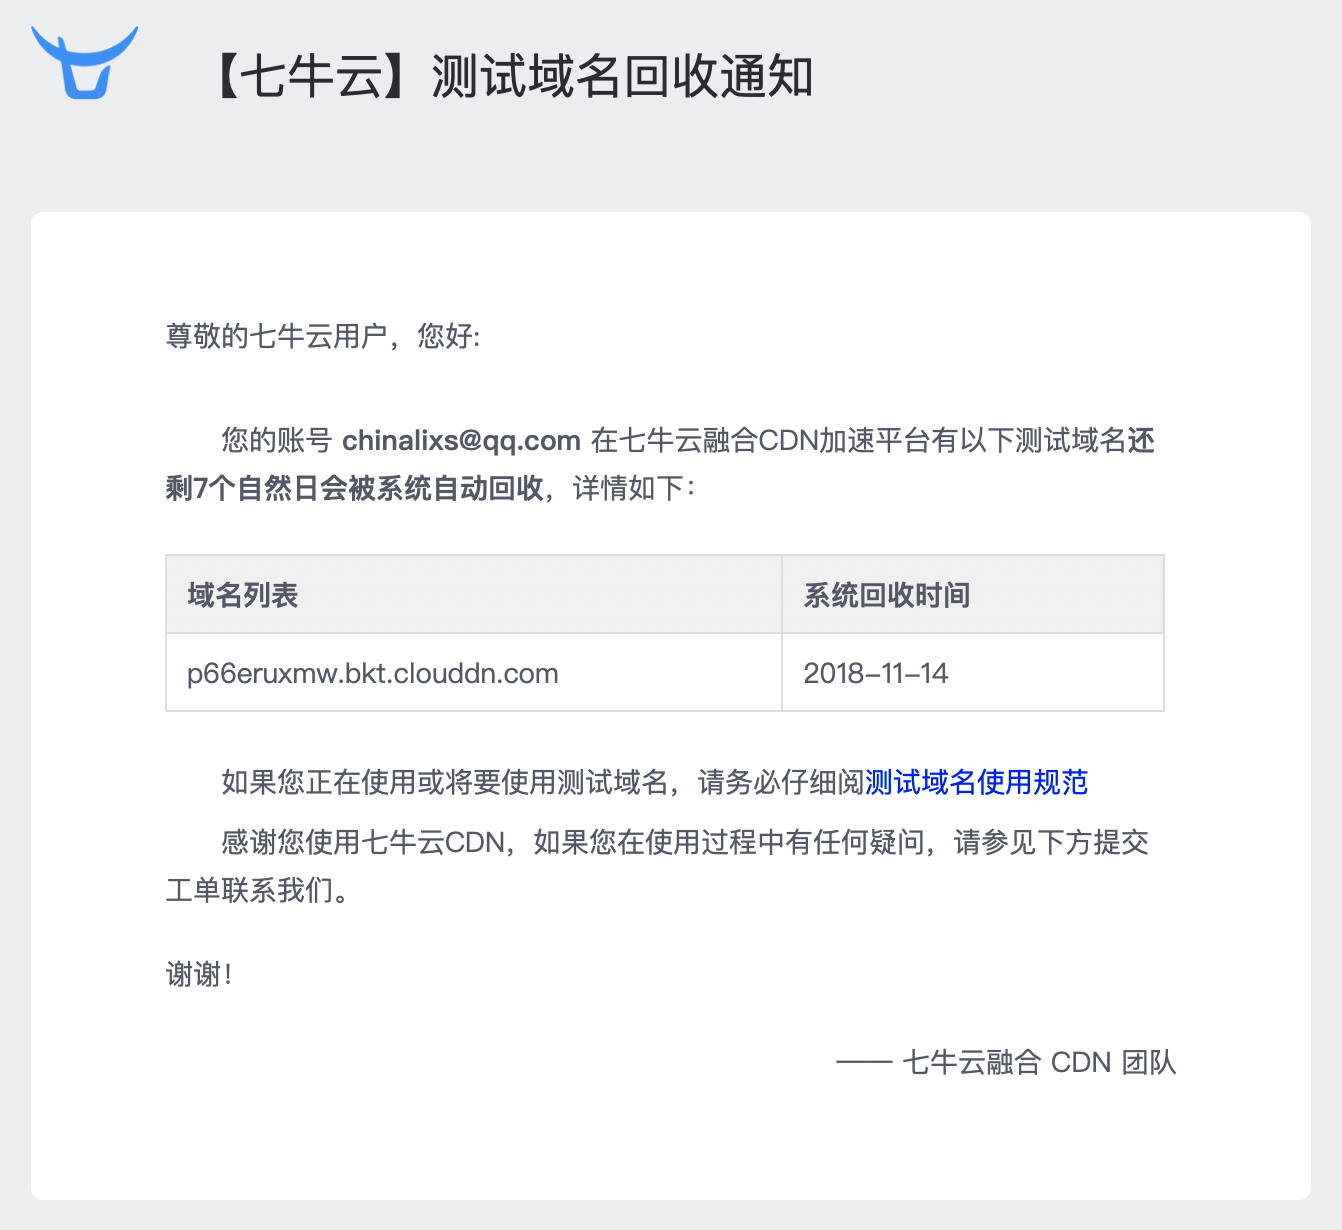 【七牛云】测试域名回收通知
尊敬的七牛云用户，您好:
您的账号 chinalixs@qq.com 在七牛云融合CDN加速平台有以下测试域名还
剩7个自然日会被系统自动回收，详情如下：
域名列表 系统回收时间
p66eruxmw.bkt.clouddn.com 2018-11-14
如果您正在使用或将要使用测试域名，请务必仔细阅测试域名使用规范
感谢您使用七牛云CDN，如果您在使用过程中有任何疑问，请参见下方提交
工单联系我们。
谢谢！
—— 七牛云融合 CDN 团队